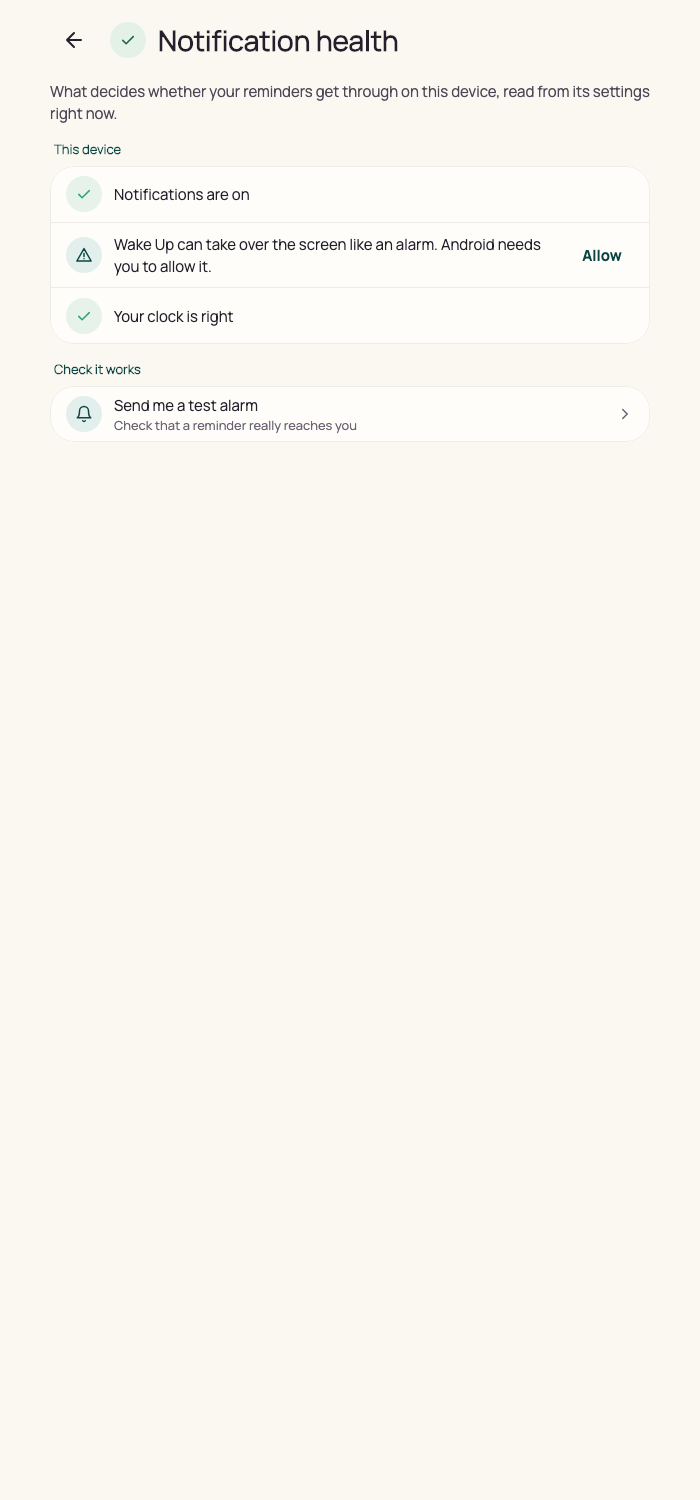 Notification health
What decides whether your reminders get through on this device, read from its settings
right now.
This device
Notifications are on
Wake Up can take over the screen like an alarm. Android needs
you to allow it.
Allow
Your clock is right
Check it works
Send me a test alarm
Check that a reminder really reaches you